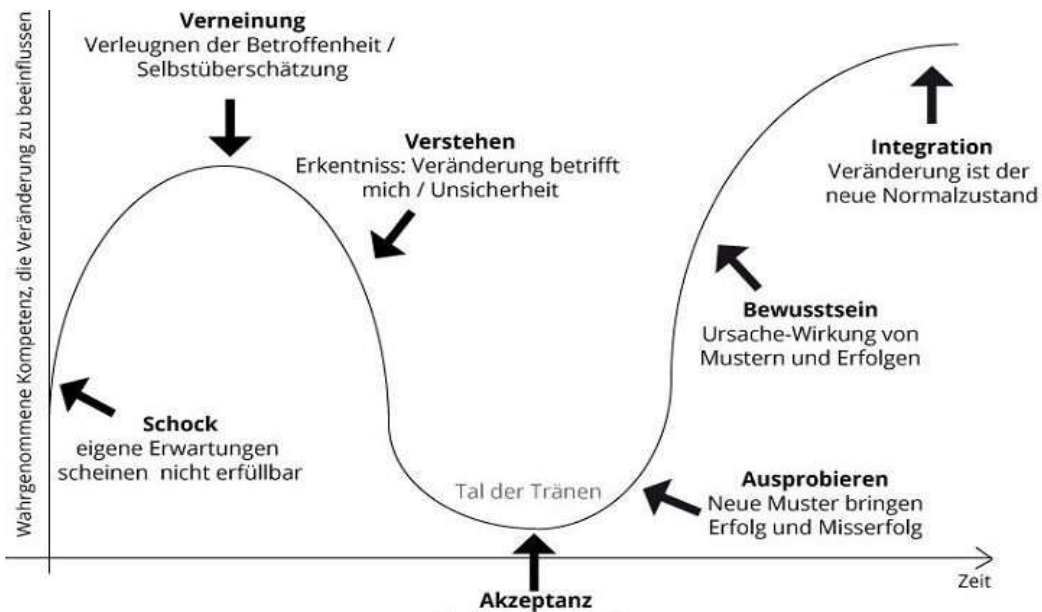 Wahrgenommene Kompetenz, die Veränderung zu beeinflussen
Verneinung
Verleugnen der Betroffenheit /
Selbstüberschätzung
Verstehen
Erkentniss: Veränderung betrifft
mich / Unsicherheit
Integration
Veränderung ist der
neue Normalzustand
Bewusstsein
Ursache-Wirkung von
Mustern und Erfolgen
Schock
eigene Erwartungen
scheinen nicht erfüllbar
Tal der Tränen
Ausprobieren
Neue Muster bringen
Erfolg und Misserfolg
Zeit
Akzeptanz